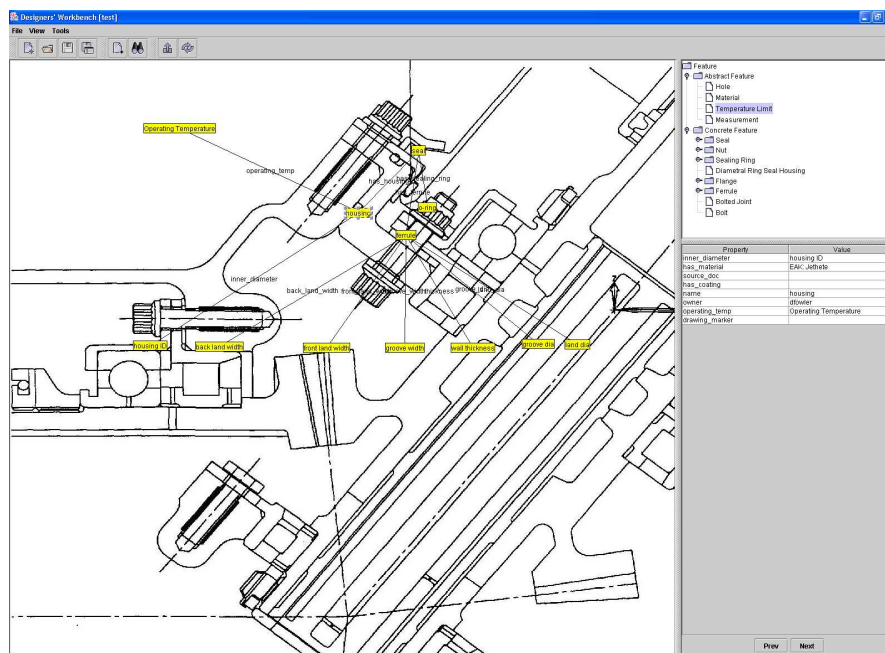 Designers' Workbench [test]
File View Tools
Operating Temperature
seal
operating_temp
housing
o-ring
ferrule
inner_diameter
back_land_width
housing ID
back land width
front land width
groove width
wall thickness
groove dia
land dia
Feature
Abstract Feature
Hole
Material
Temperature Limit
Measurement
Concrete Feature
Seal
Nut
Sealing Ring
Diametral Ring Seal Housing
Flange
Ferrule
Bolted Joint
Bolt
Property Value
inner_diameter housing ID
has_material EAK: Jethete
source_doc
has_coating
name housing
owner dfowler
operating_temp Operating Temperature
drawing_marker
Prev Next